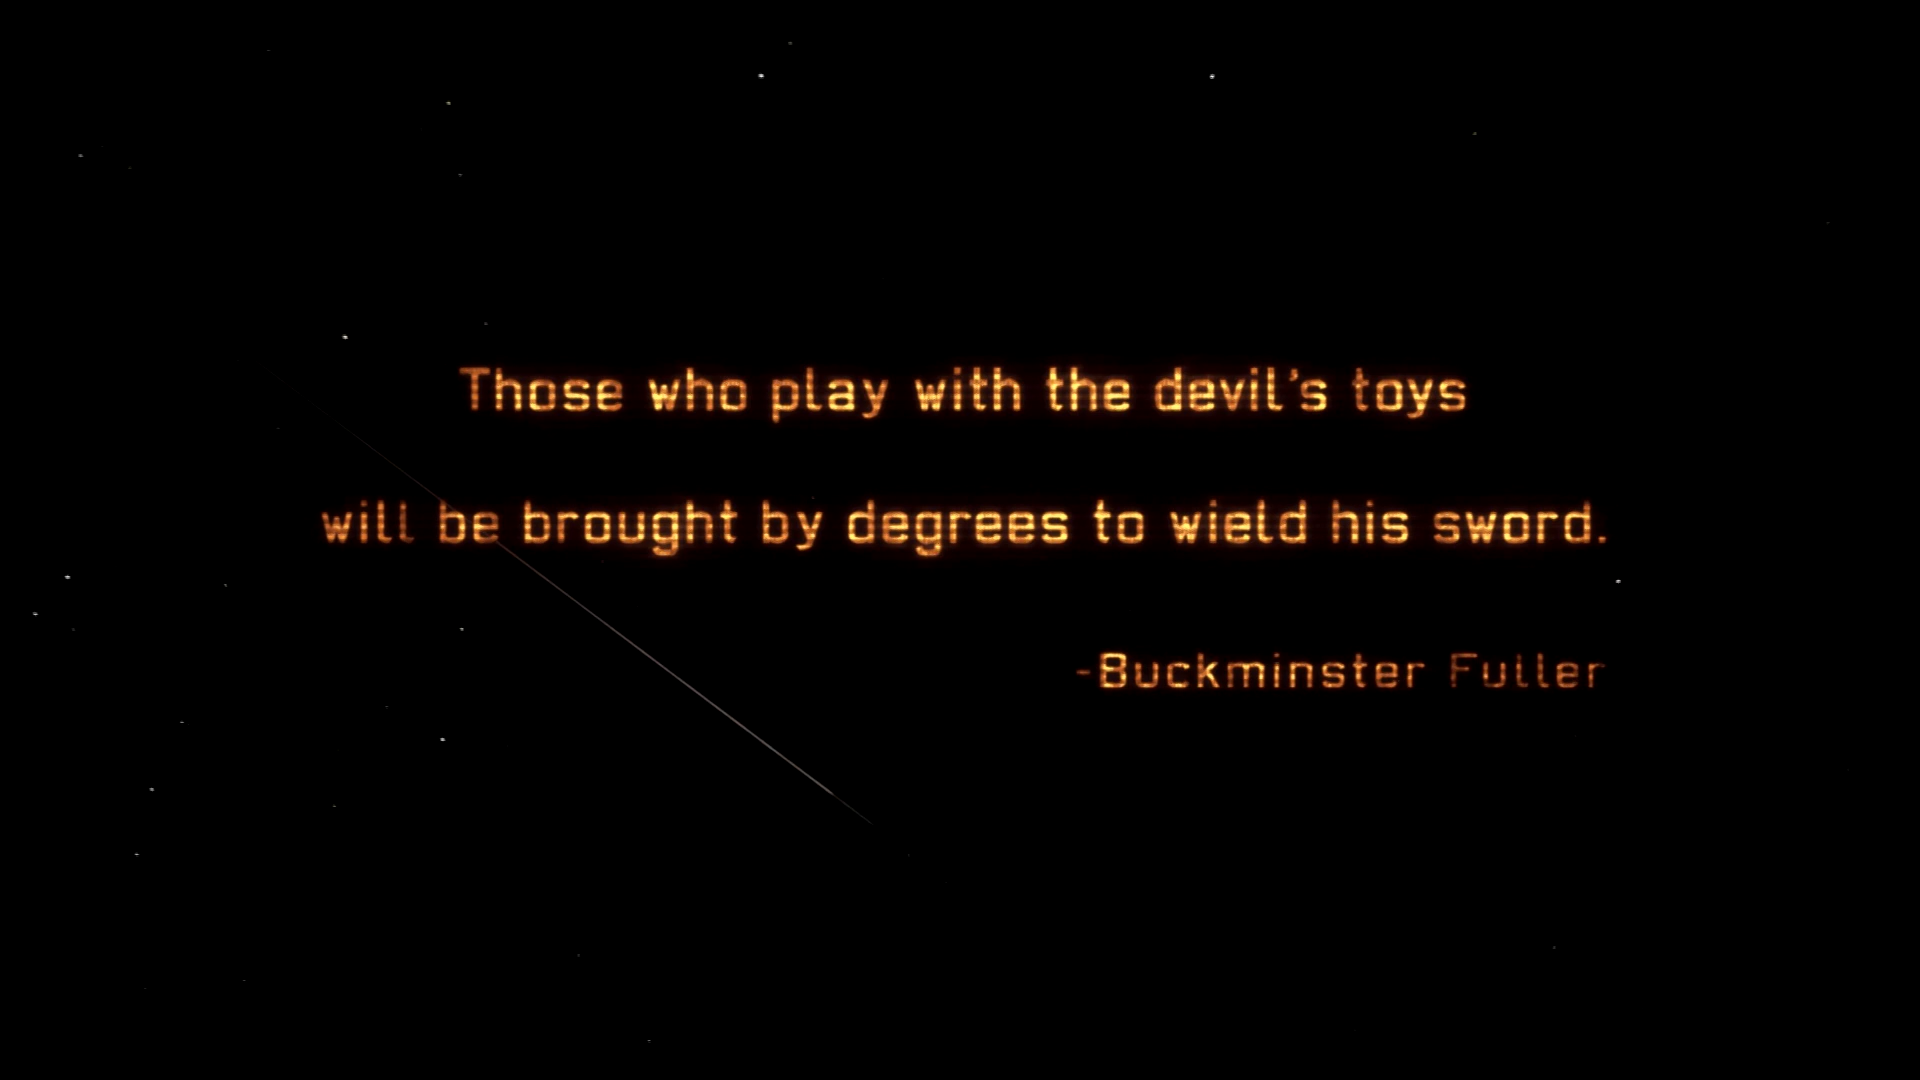 Those who play with the devil's toys
will be brought by degrees to wield his sword.
-Buckminster Fuller